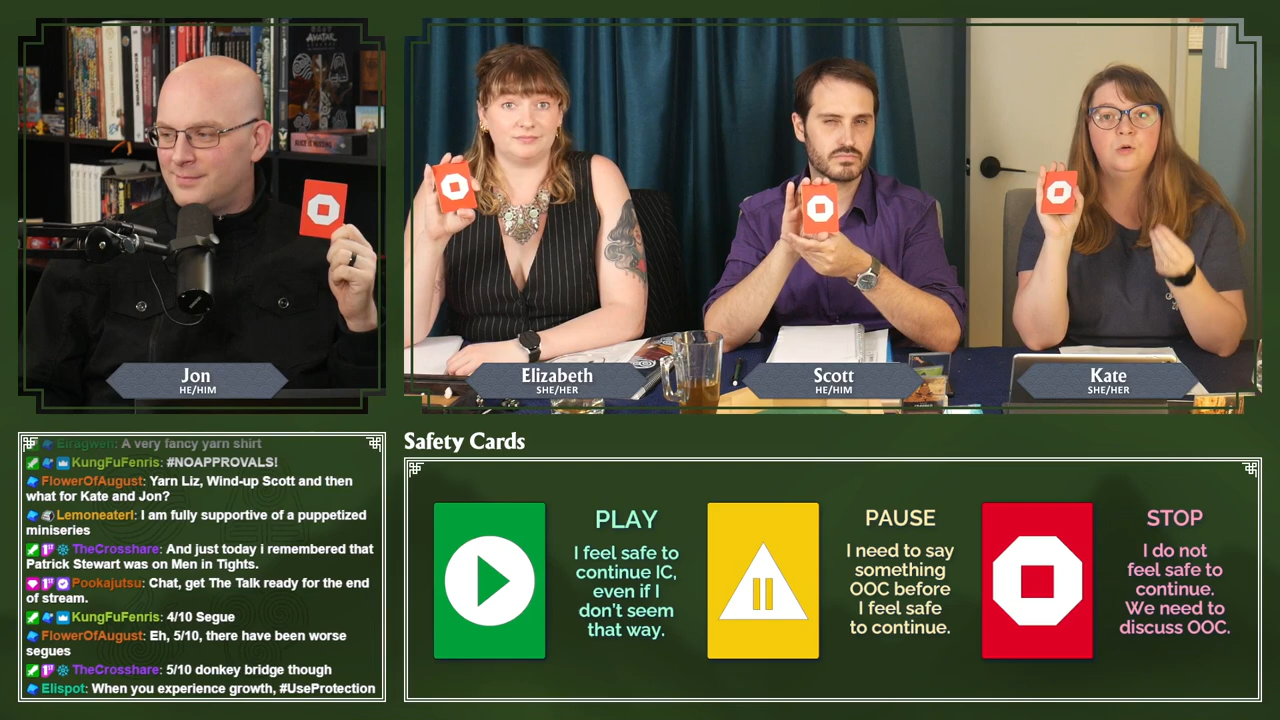 AVATAR
LEGENDS
Jon
HE/HIM
Elizabeth
SHE/HER
Scott
HE/HIM
Kate
SHE/HER
Eiragwen: A very fancy yarn shirt
KungFuFenris: #NOAPPROVALS!
FlowerOfAugust: Yarn Liz, Wind-up Scott and then
what for Kate and Jon?
Lemoneaterl: I am fully supportive of a puppetized
miniseries
TheCrosshare: And just today i remembered that
Patrick Stewart was on Men in Tights.
Pookajutsu: Chat, get The Talk ready for the end
of stream.
KungFuFenris: 4/10 Segue
FlowerOfAugust: Eh, 5/10, there have been worse
segues
TheCrosshare: 5/10 donkey bridge though
Elispot: When you experience growth, #UseProtection
Safety Cards
PLAY
I feel safe to
continue IC,
even if I
don't seem
that way.
PAUSE
I need to say
something
OOC before
I feel safe
to continue.
STOP
I do not
feel safe to
continue.
We need to
discuss OOC.